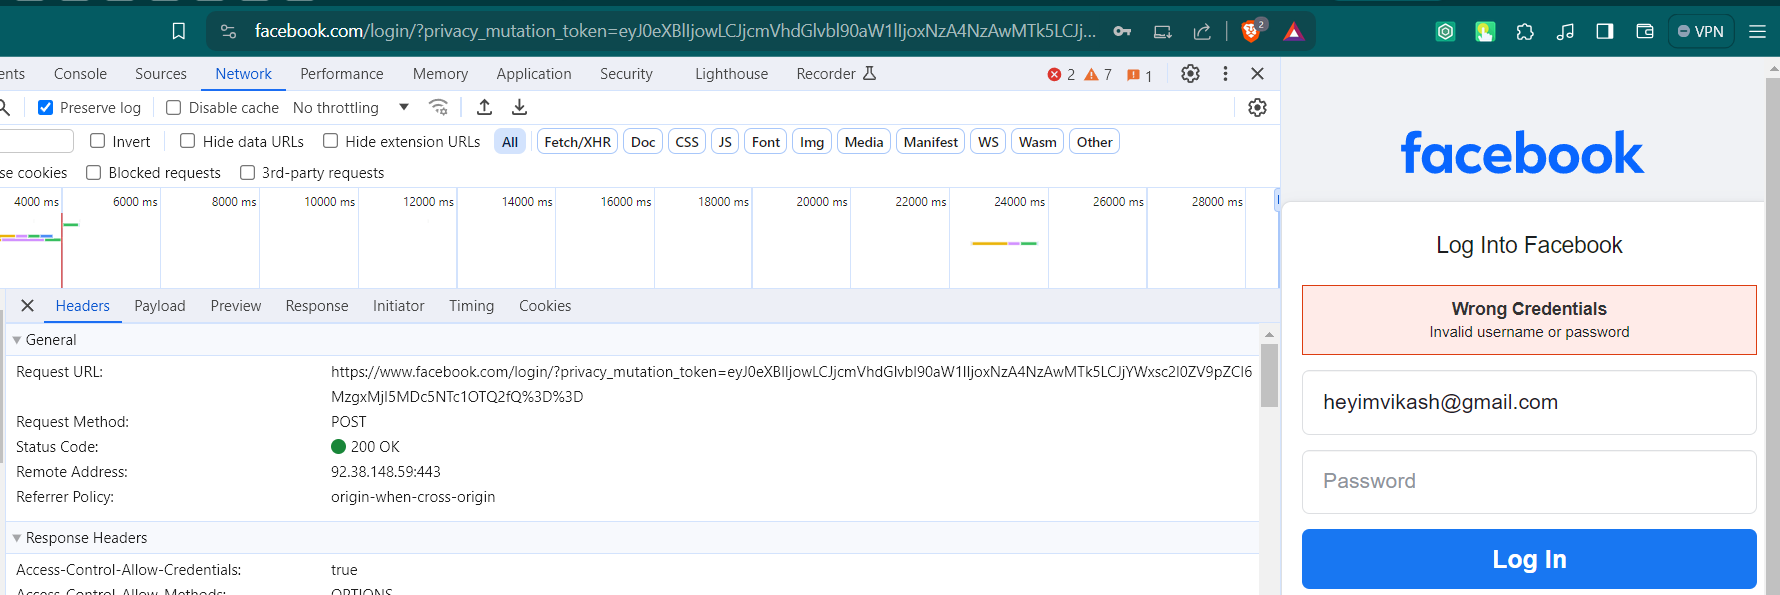 facebook.com/login/?privacy_mutation_token=eyJ0eXBlIjowLCJjcmVhdGlvbl90aW1lIjoxNzA4NzAwMTk5LCJj...
2
VPN
ents Console Sources Network Performance Memory Application Security Lighthouse Recorder 2 7 1
Preserve log Disable cache No throttling
Invert Hide data URLs Hide extension URLs All Fetch/XHR Doc CSS JS Font Img Media Manifest WS Wasm Other
se cookies Blocked requests 3rd-party requests
4000 ms 6000 ms 8000 ms 10000 ms 12000 ms 14000 ms 16000 ms 18000 ms 20000 ms 22000 ms 24000 ms 26000 ms 28000 ms
Headers Payload Preview Response Initiator Timing Cookies
General
Request URL: https://www.facebook.com/login/?privacy_mutation_token=eyJ0eXBlIjowLCJjcmVhdGlvbl90aW1lIjoxNzA4NzAwMTk5LCJjYWxsc2l0ZV9pZCI6
MzgxMjI5MDc5NTc1OTQ2fQ%3D%3D
Request Method: POST
Status Code: 200 OK
Remote Address: 92.38.148.59:443
Referrer Policy: origin-when-cross-origin
Response Headers
Access-Control-Allow-Credentials: true
Access-Control-Allow-Methods: OPTIONS
facebook
Log Into Facebook
Wrong Credentials
Invalid username or password
heyimvikash@gmail.com
Password
Log In